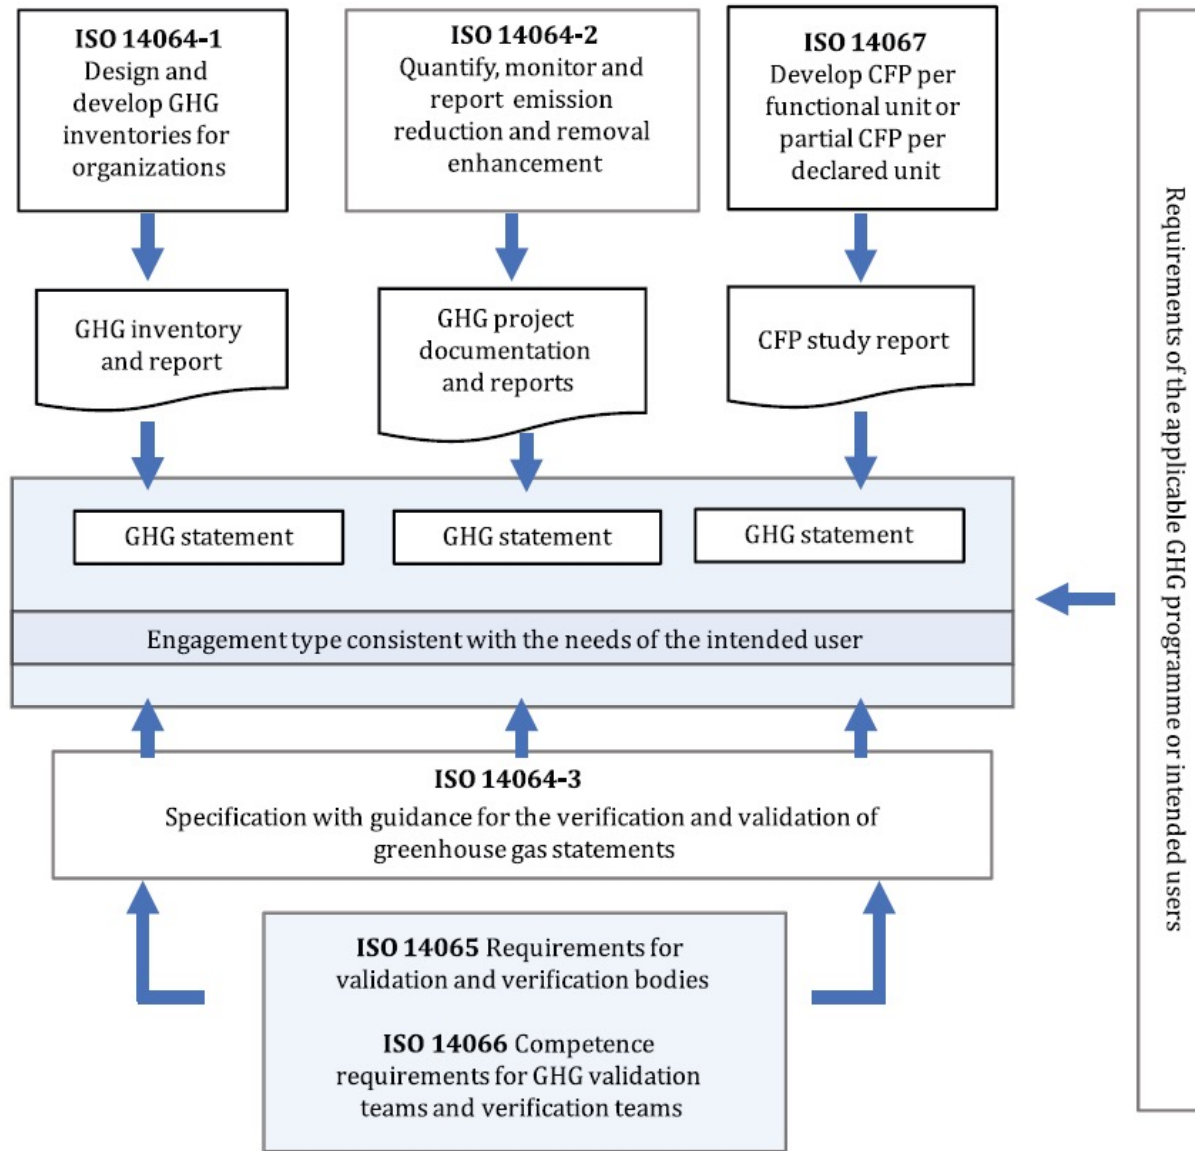 ISO 14064-1
Design and
develop GHG
inventories for
organizations
ISO 14064-2
Quantify, monitor and
report emission
reduction and removal
enhancement
ISO 14067
Develop CFP per
functional unit or
partial CFP per
declared unit
GHG inventory
and report
GHG project
documentation
and reports
CFP study report
GHG statement
GHG statement
GHG statement
Engagement type consistent with the needs of the intended user
ISO 14064-3
Specification with guidance for the verification and validation of
greenhouse gas statements
ISO 14065 Requirements for
validation and verification bodies
ISO 14066 Competence
requirements for GHG validation
teams and verification teams
Requirements of the applicable GHG programme or intended users